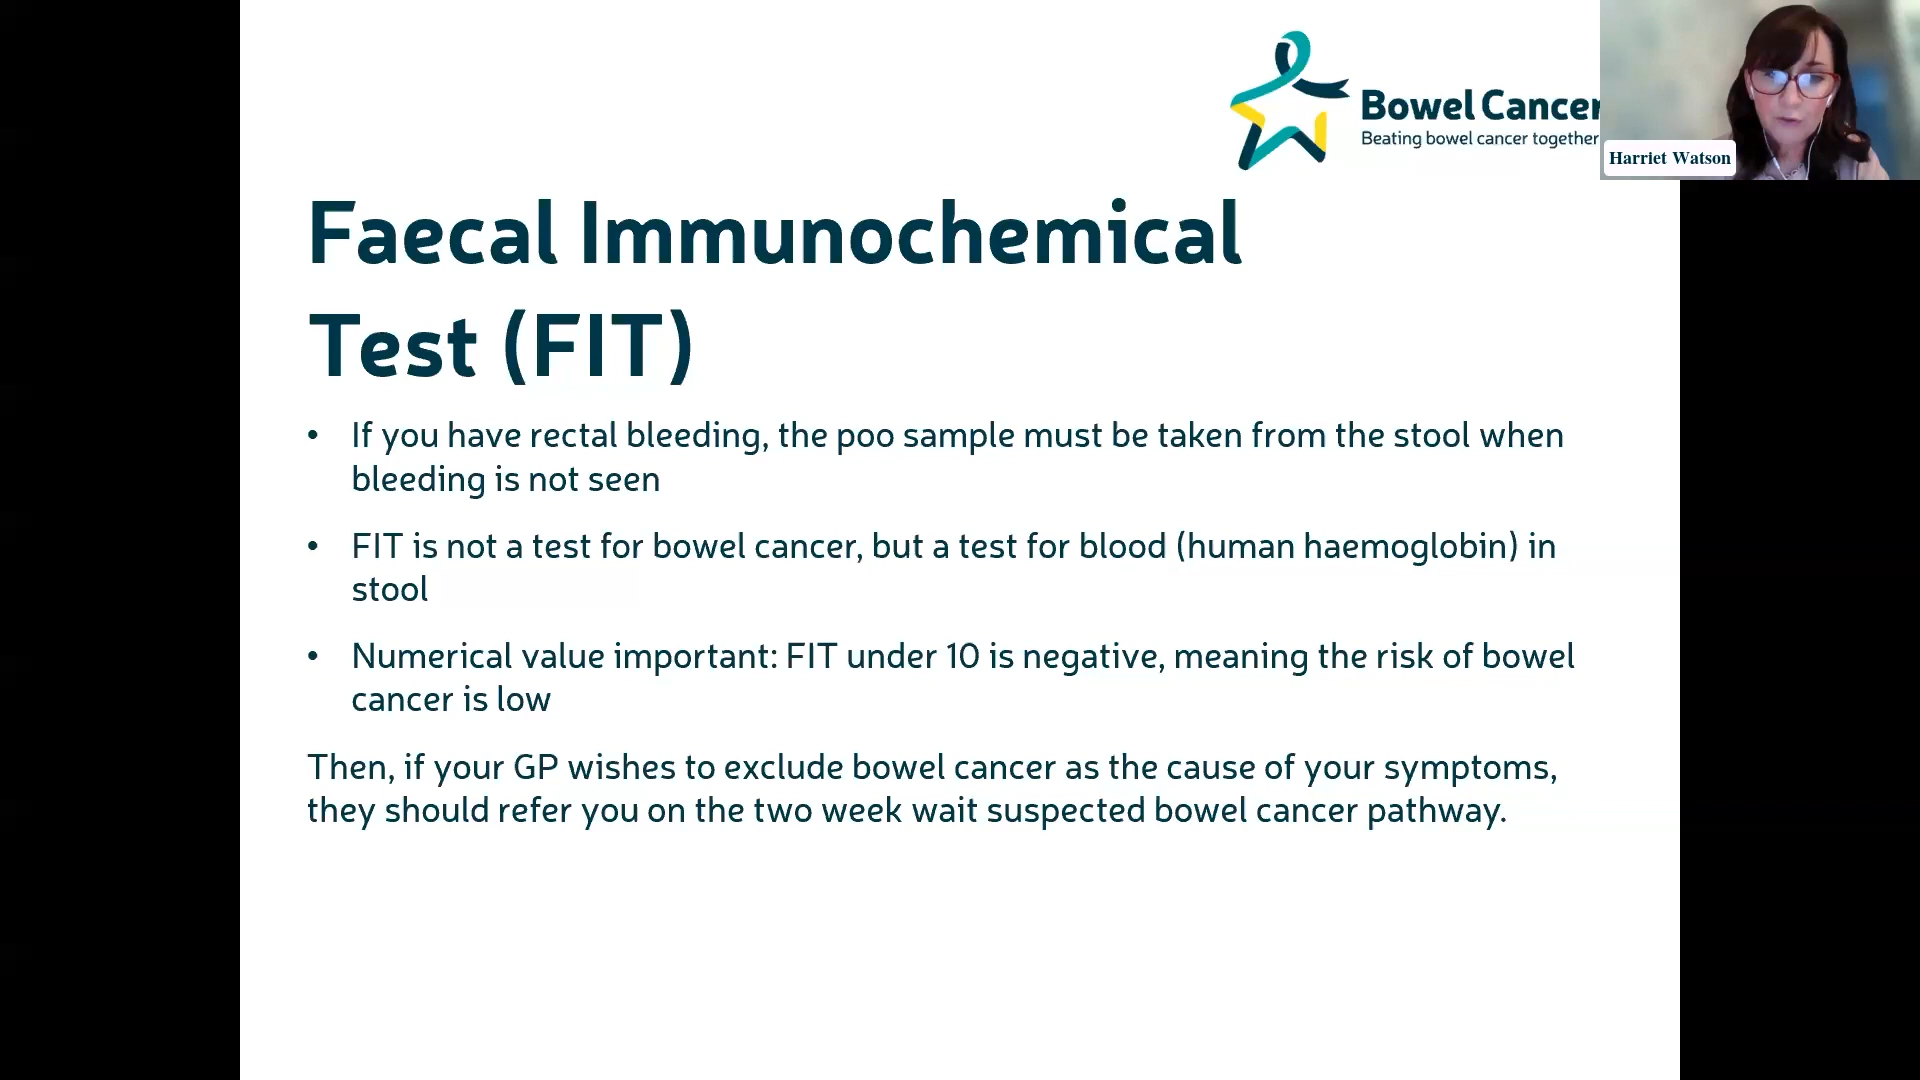 Bowel Cancer
Beating bowel cancer together
Harriet Watson
Faecal Immunochemical
Test (FIT)
• If you have rectal bleeding, the poo sample must be taken from the stool when
bleeding is not seen
• FIT is not a test for bowel cancer, but a test for blood (human haemoglobin) in
stool
• Numerical value important: FIT under 10 is negative, meaning the risk of bowel
cancer is low
Then, if your GP wishes to exclude bowel cancer as the cause of your symptoms,
they should refer you on the two week wait suspected bowel cancer pathway.